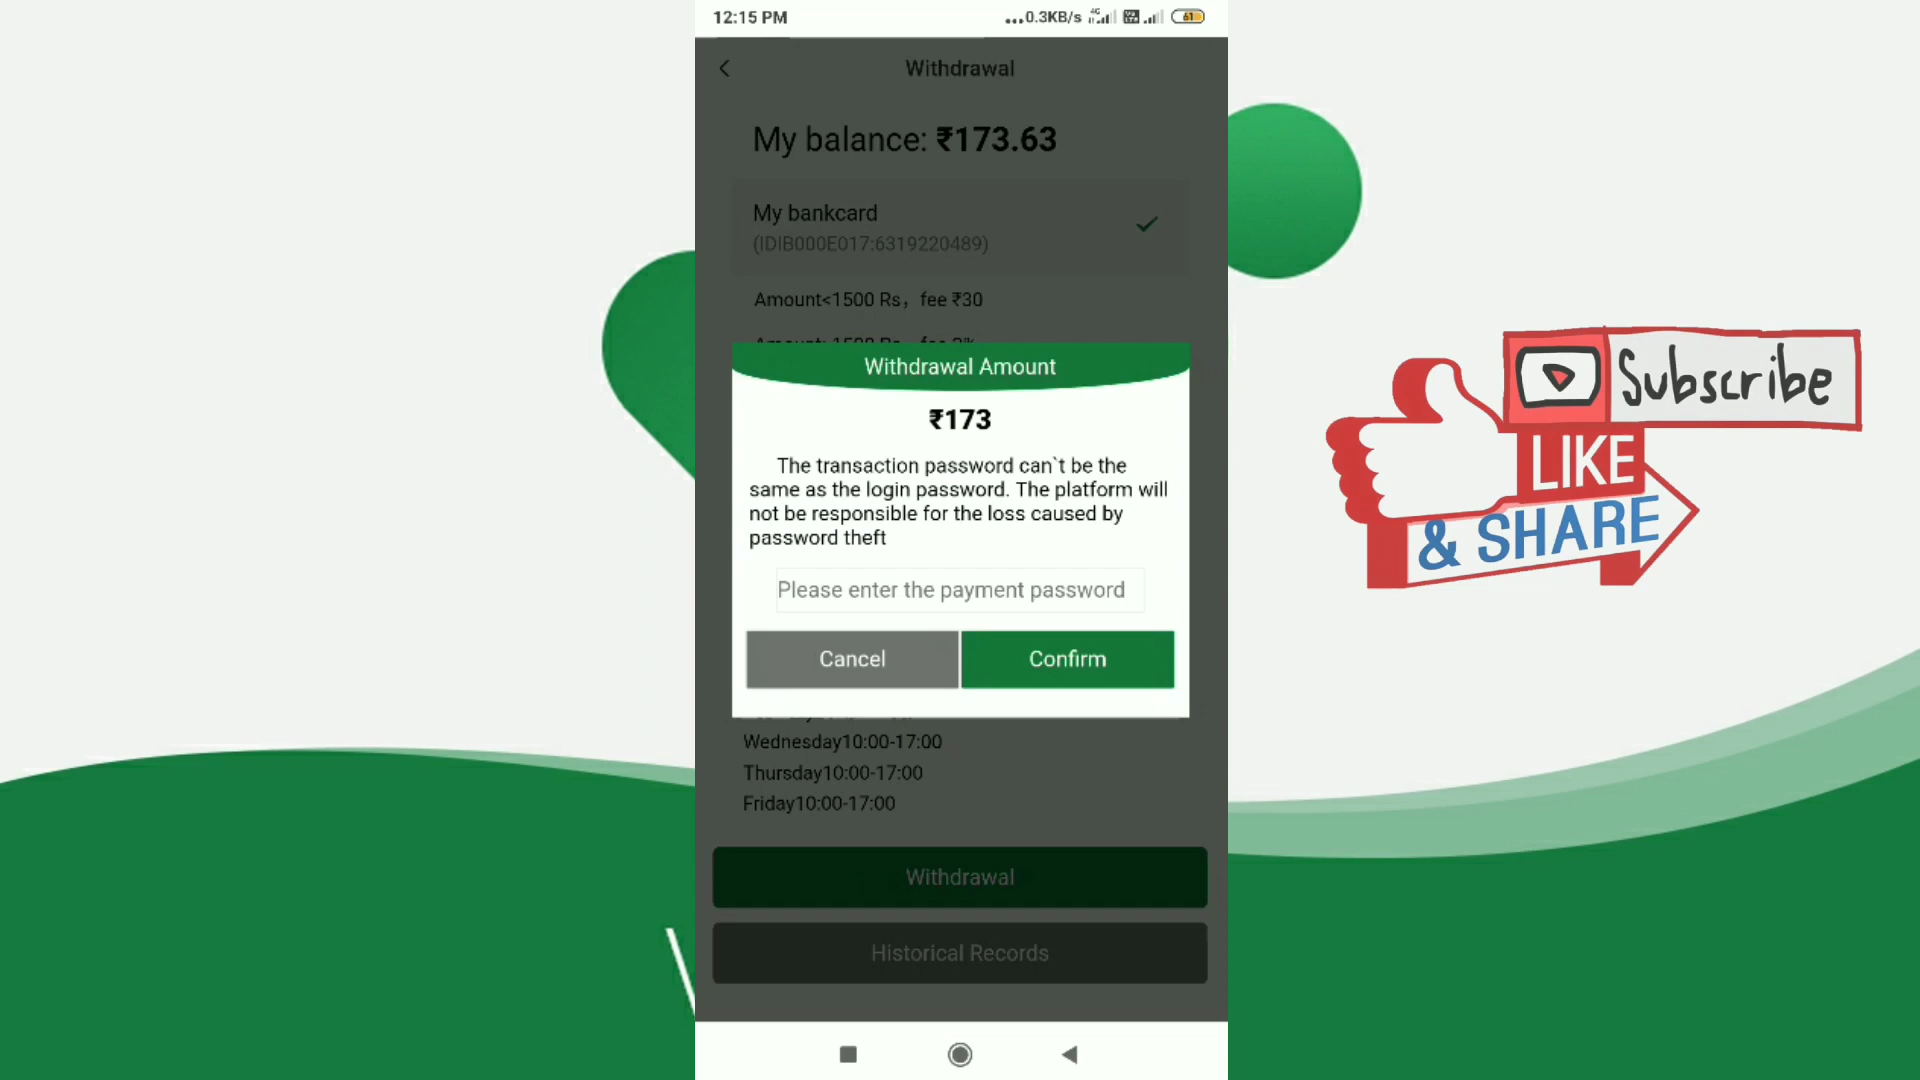 12:15 PM
...0.3KB/s 4G 61
Withdrawal
My balance: ₹173.63
My bankcard
(IDIB000E017:6319220489)
Amount<1500 Rs，fee ₹30
Withdrawal Amount
₹173
The transaction password can`t be the
same as the login password. The platform will
not be responsible for the loss caused by
password theft
Please enter the payment password
Cancel
Confirm
Wednesday10:00-17:00
Thursday10:00-17:00
Friday10:00-17:00
Withdrawal
Historical Records
Subscribe
LIKE
& SHARE